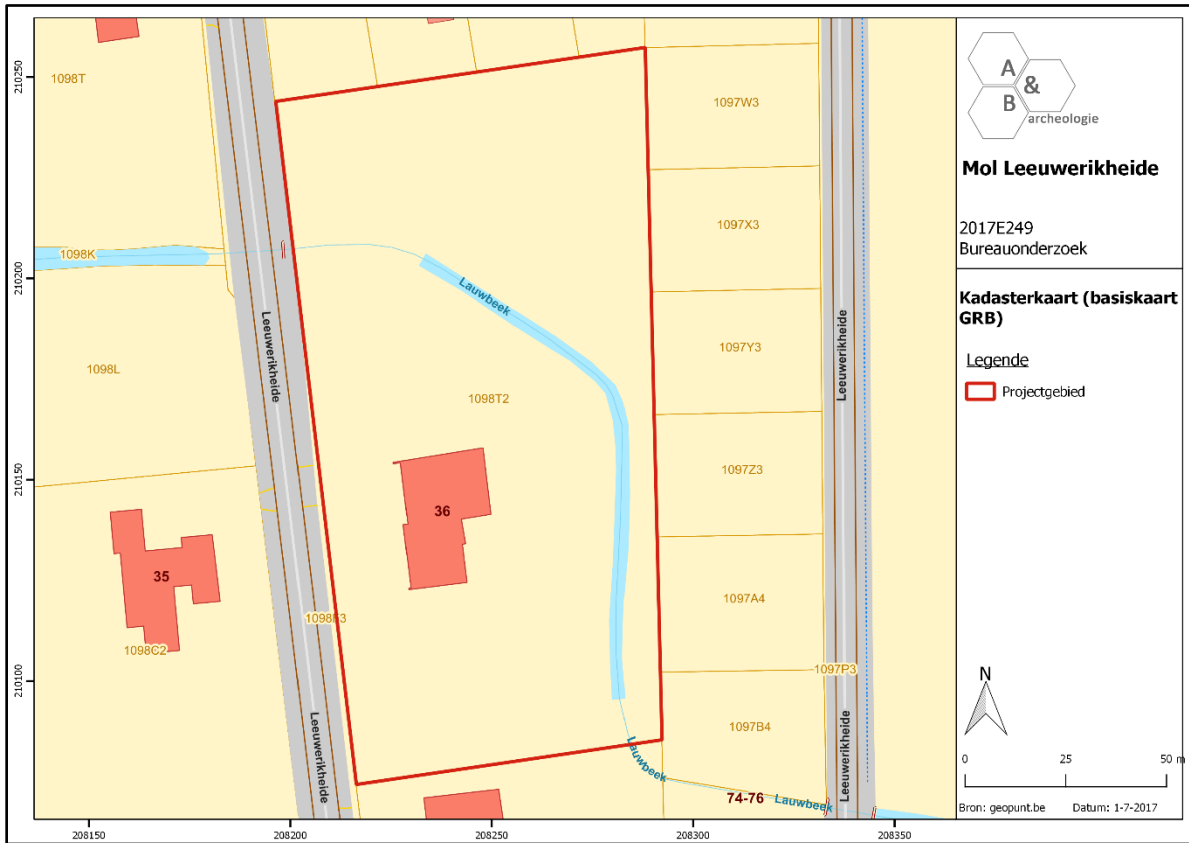 210250
210200
210150
210100
208150
208200
208250
208300
208350
1098T
1097W3
1098K
1097X3
Lauwbeek
Leeuwerikheide
Leeuwerikheide
1097Y3
1098L
1098T2
36
1097Z3
35
1097A4
1098C2
1097P3
1097B4
Leeuwerikheide
Leeuwerikheide
Lauwbeek
74-76
Lauwbeek
A
&
B
archeologie
Mol Leeuwerikheide
2017E249
Bureauonderzoek
Kadasterkaart (basiskaart
GRB)
Legende
Projectgebied
N
0 25 50 m
Bron: geopunt.be Datum: 1-7-2017